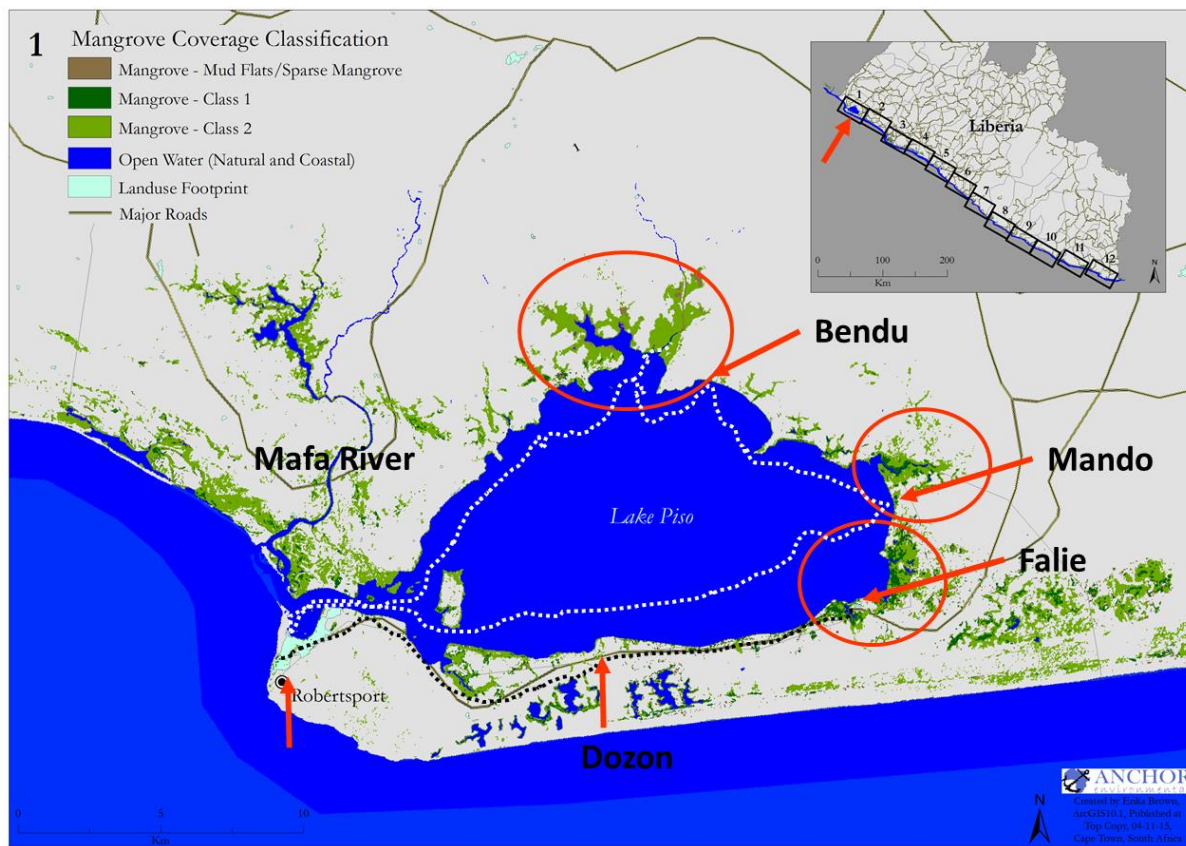 1
Mangrove Coverage Classification
Mangrove - Mud Flats/Sparse Mangrove
Mangrove - Class 1
Mangrove - Class 2
Open Water (Natural and Coastal)
Landuse Footprint
Major Roads
1
1
2
3
4
5
6
7
8
9
10
11
12
Liberia
0
200
Km
N
Bendu
Mafa River
Mando
Lake Piso
Falie
Robertsport
Dozon
0
5
10
Km
N
ANCHOR
environmental
Created by Erika Brown,
ArcGIS10.1, Published at
Top Copy, 04-11-15,
Cape Town, South Africa